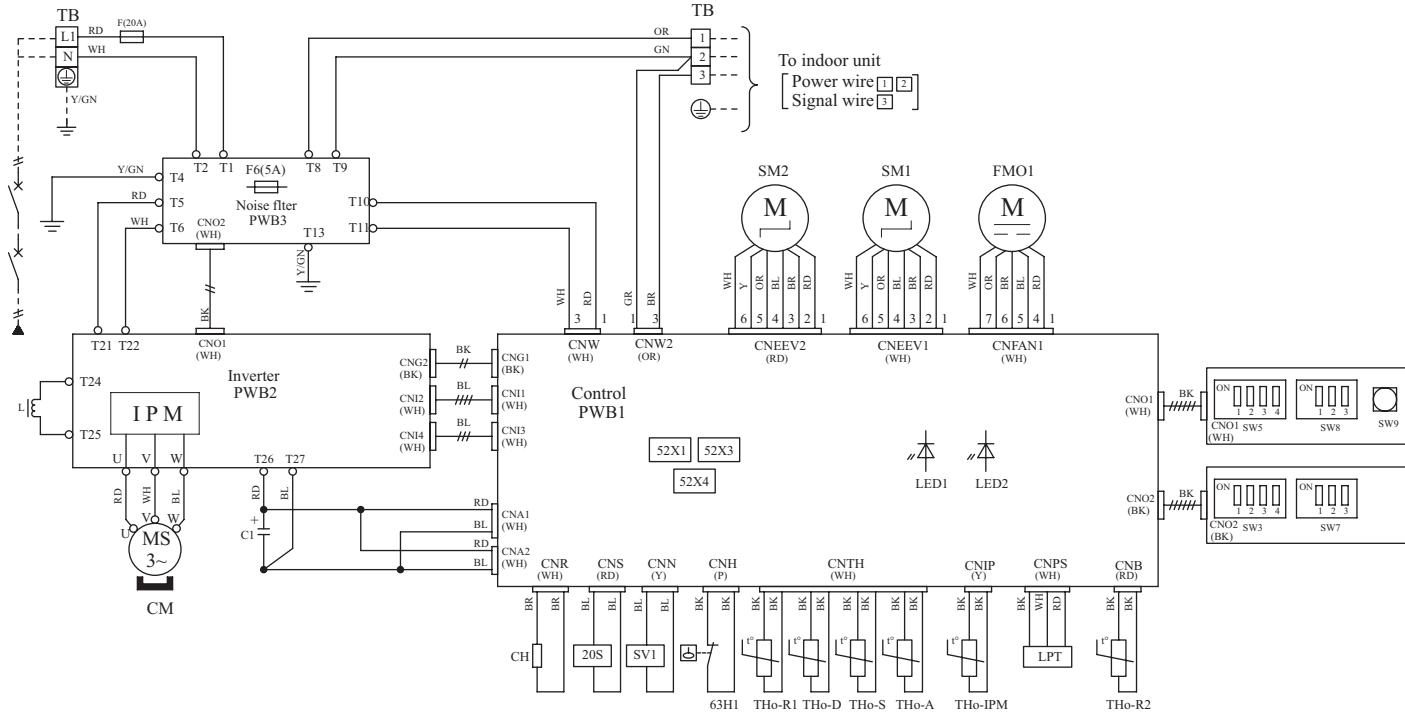 TB
L1
RD
F(20A)
N
WH
Y/GN
TB
OR
1
GN
2
3
To indoor unit
Power wire 1 2
Signal wire 3
T2 T1
T8 T9
Y/GN
T4
F6(5A)
T10
RD
T5
Noise flter
PWB3
WH
T6
CNO2
(WH)
T11
T13
Y/GN
BK
SM2
SM1
FMO1
M
M
M
WH RD
GR BR
WH Y OR BL BR RD
WH Y OR BL BR RD
WH OR BR BL RD
3 1
1 3
6 5 4 3 2 1
6 5 4 3 2 1
7 6 5 4 1
T21 T22
CNO1
(WH)
CNW
(WH)
CNW2
(OR)
CNEEV2
(RD)
CNEEV1
(WH)
CNFAN1
(WH)
Inverter
PWB2
CNG2
(BK)
BK
CNG1
(BK)
CNI2
(WH)
BL
CNI1
(WH)
CNI4
(WH)
BL
CNI3
(WH)
Control
PWB1
T24
L
T25
IPM
U V W
T26 T27
RD WH BL
RD BL
U V W
MS
3~
CM
+
C1
52X1 52X3
52X4
LED1
LED2
RD
CNA1
(WH)
BL
RD
CNA2
(WH)
BL
CNO1
(WH)
BK
ON
1 2 3 4
SW5
ON
1 2 3
SW8
SW9
CNO1
(WH)
CNO2
(BK)
BK
ON
1 2 3 4
SW3
ON
1 2 3
SW7
CNO2
(BK)
CNR
(WH)
CNS
(RD)
CNN
(Y)
CNH
(P)
CNTH
(WH)
CNIP
(Y)
CNPS
(WH)
CNB
(RD)
BR BR
BL BL
BL BL
BK BK
BK BK BK BK BK BK BK BK
BK BK
BK WH RD
BK BK
CH
20S
SV1
t°
t°
t°
t°
t°
LPT
t°
63H1
THo-R1
THo-D
THo-S
THo-A
THo-IPM
THo-R2